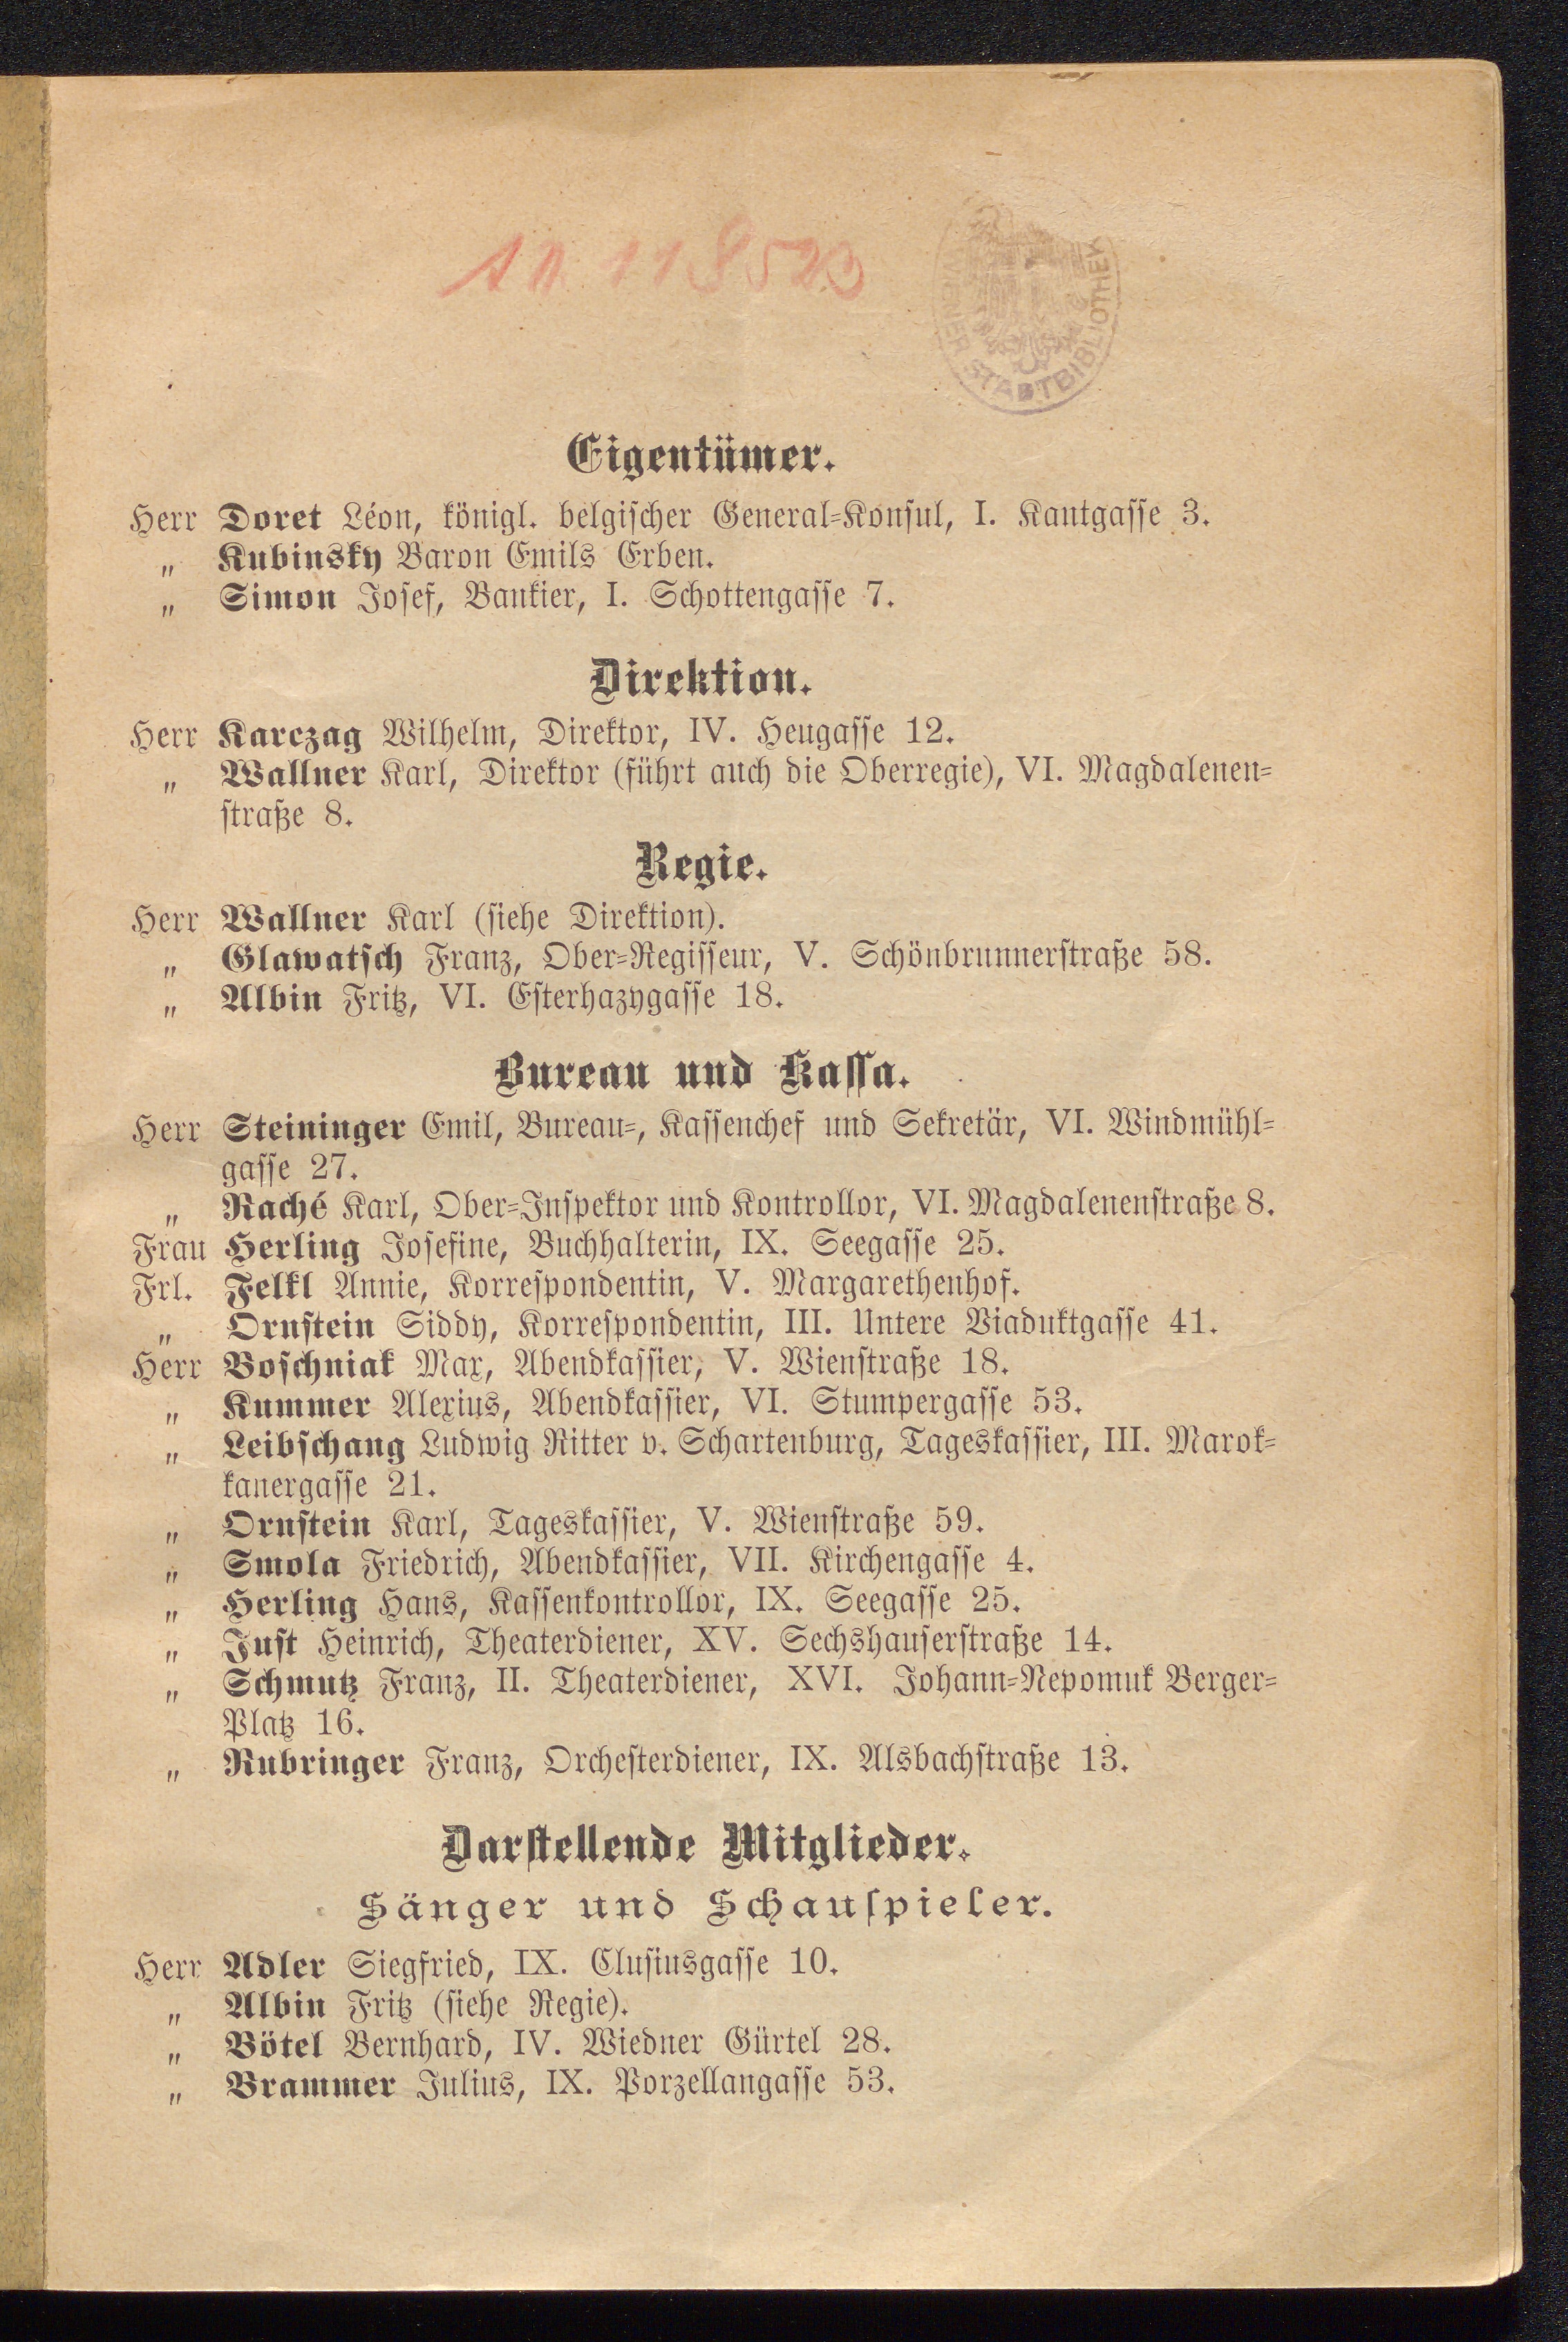 AN 118523
WIENER STADTBIBLIOTHEK
Eigentümer.
Herr Doret Léon, königl. belgischer General-Konsul, I. Kantgasse 3.
„ Kubinsky Baron Emils Erben.
„ Simon Josef, Bankier, I. Schottengasse 7.
Direktion.
Herr Karczag Wilhelm, Direktor, IV. Heugasse 12.
„ Wallner Karl, Direktor (führt auch die Oberregie), VI. Magdalenen-
straße 8.
Regie.
Herr Wallner Karl (siehe Direktion).
„ Glawatsch Franz, Ober-Regisseur, V. Schönbrunnerstraße 58.
„ Albin Fritz, VI. Esterhazygasse 18.
Bureau und Kassa.
Herr Steininger Emil, Bureau-, Kassenchef und Sekretär, VI. Windmühl-
gasse 27.
„ Raché Karl, Ober-Inspektor und Kontrollor, VI. Magdalenenstraße 8.
Frau Herling Josefine, Buchhalterin, IX. Seegasse 25.
Frl. Felkl Annie, Korrespondentin, V. Margarethenhof.
„ Ornstein Siddy, Korrespondentin, III. Untere Viaduktgasse 41.
Herr Boschniak Max, Abendkassier, V. Wienstraße 18.
„ Kummer Alexius, Abendkassier, VI. Stumpergasse 53.
„ Leibschang Ludwig Ritter v. Schartenburg, Tageskassier, III. Marok-
kanergasse 21.
„ Ornstein Karl, Tageskassier, V. Wienstraße 59.
„ Smola Friedrich, Abendkassier, VII. Kirchengasse 4.
„ Herling Hans, Kassenkontrollor, IX. Seegasse 25.
„ Just Heinrich, Theaterdiener, XV. Sechshauserstraße 14.
„ Schmutz Franz, II. Theaterdiener, XVI. Johann-Nepomuk Berger-
Platz 16.
„ Rubringer Franz, Orchesterdiener, IX. Alsbachstraße 13.
Darstellende Mitglieder.
Sänger und Schauspieler.
Herr Adler Siegfried, IX. Clusiusgasse 10.
„ Albin Fritz (siehe Regie).
„ Bötel Bernhard, IV. Wiedner Gürtel 28.
„ Brammer Julius, IX. Porzellangasse 53.